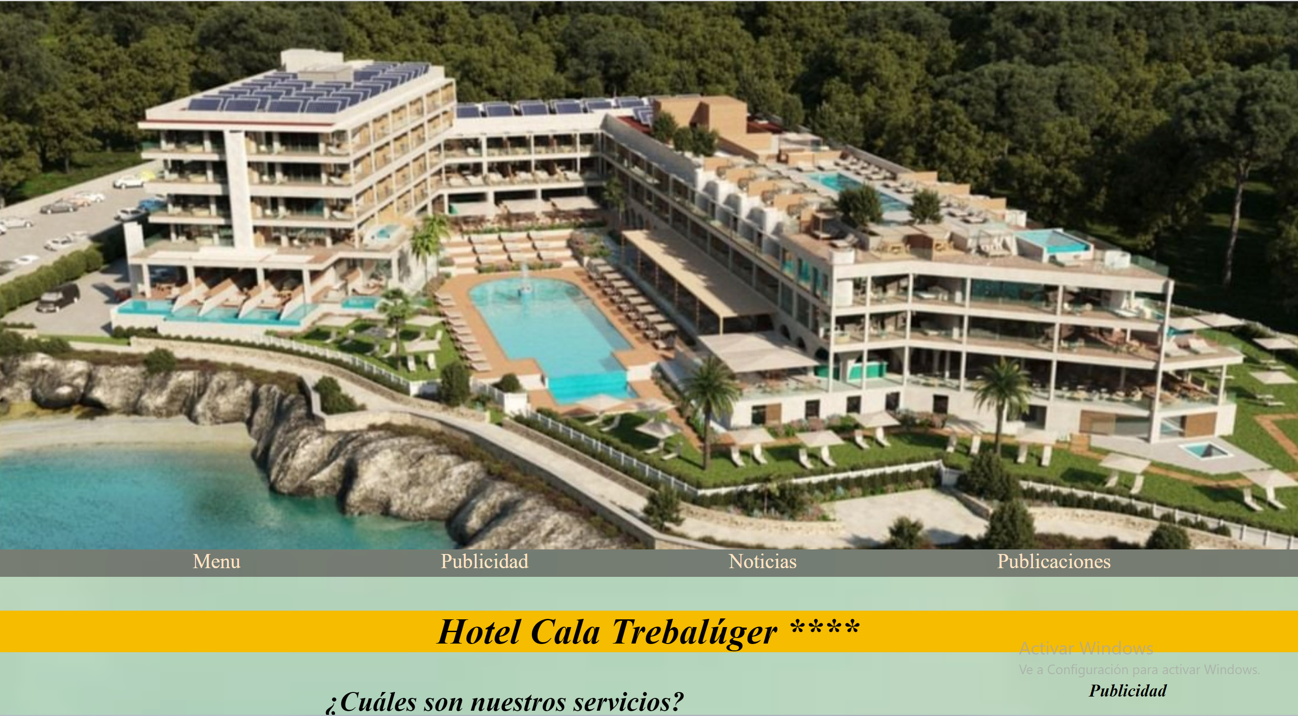 Menu Publicidad Noticias Publicaciones
Hotel Cala Trebalúger ****
Activar Windows
Ve a Configuración para activar Windows.
¿Cuáles son nuestros servicios?
Publicidad